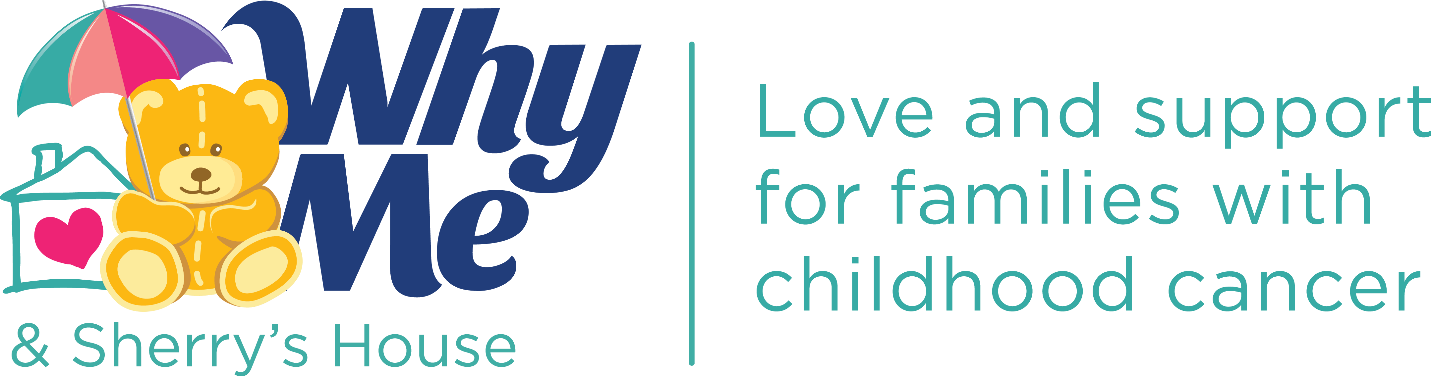 Why
Me
& Sherry's House
Love and support
for families with
childhood cancer